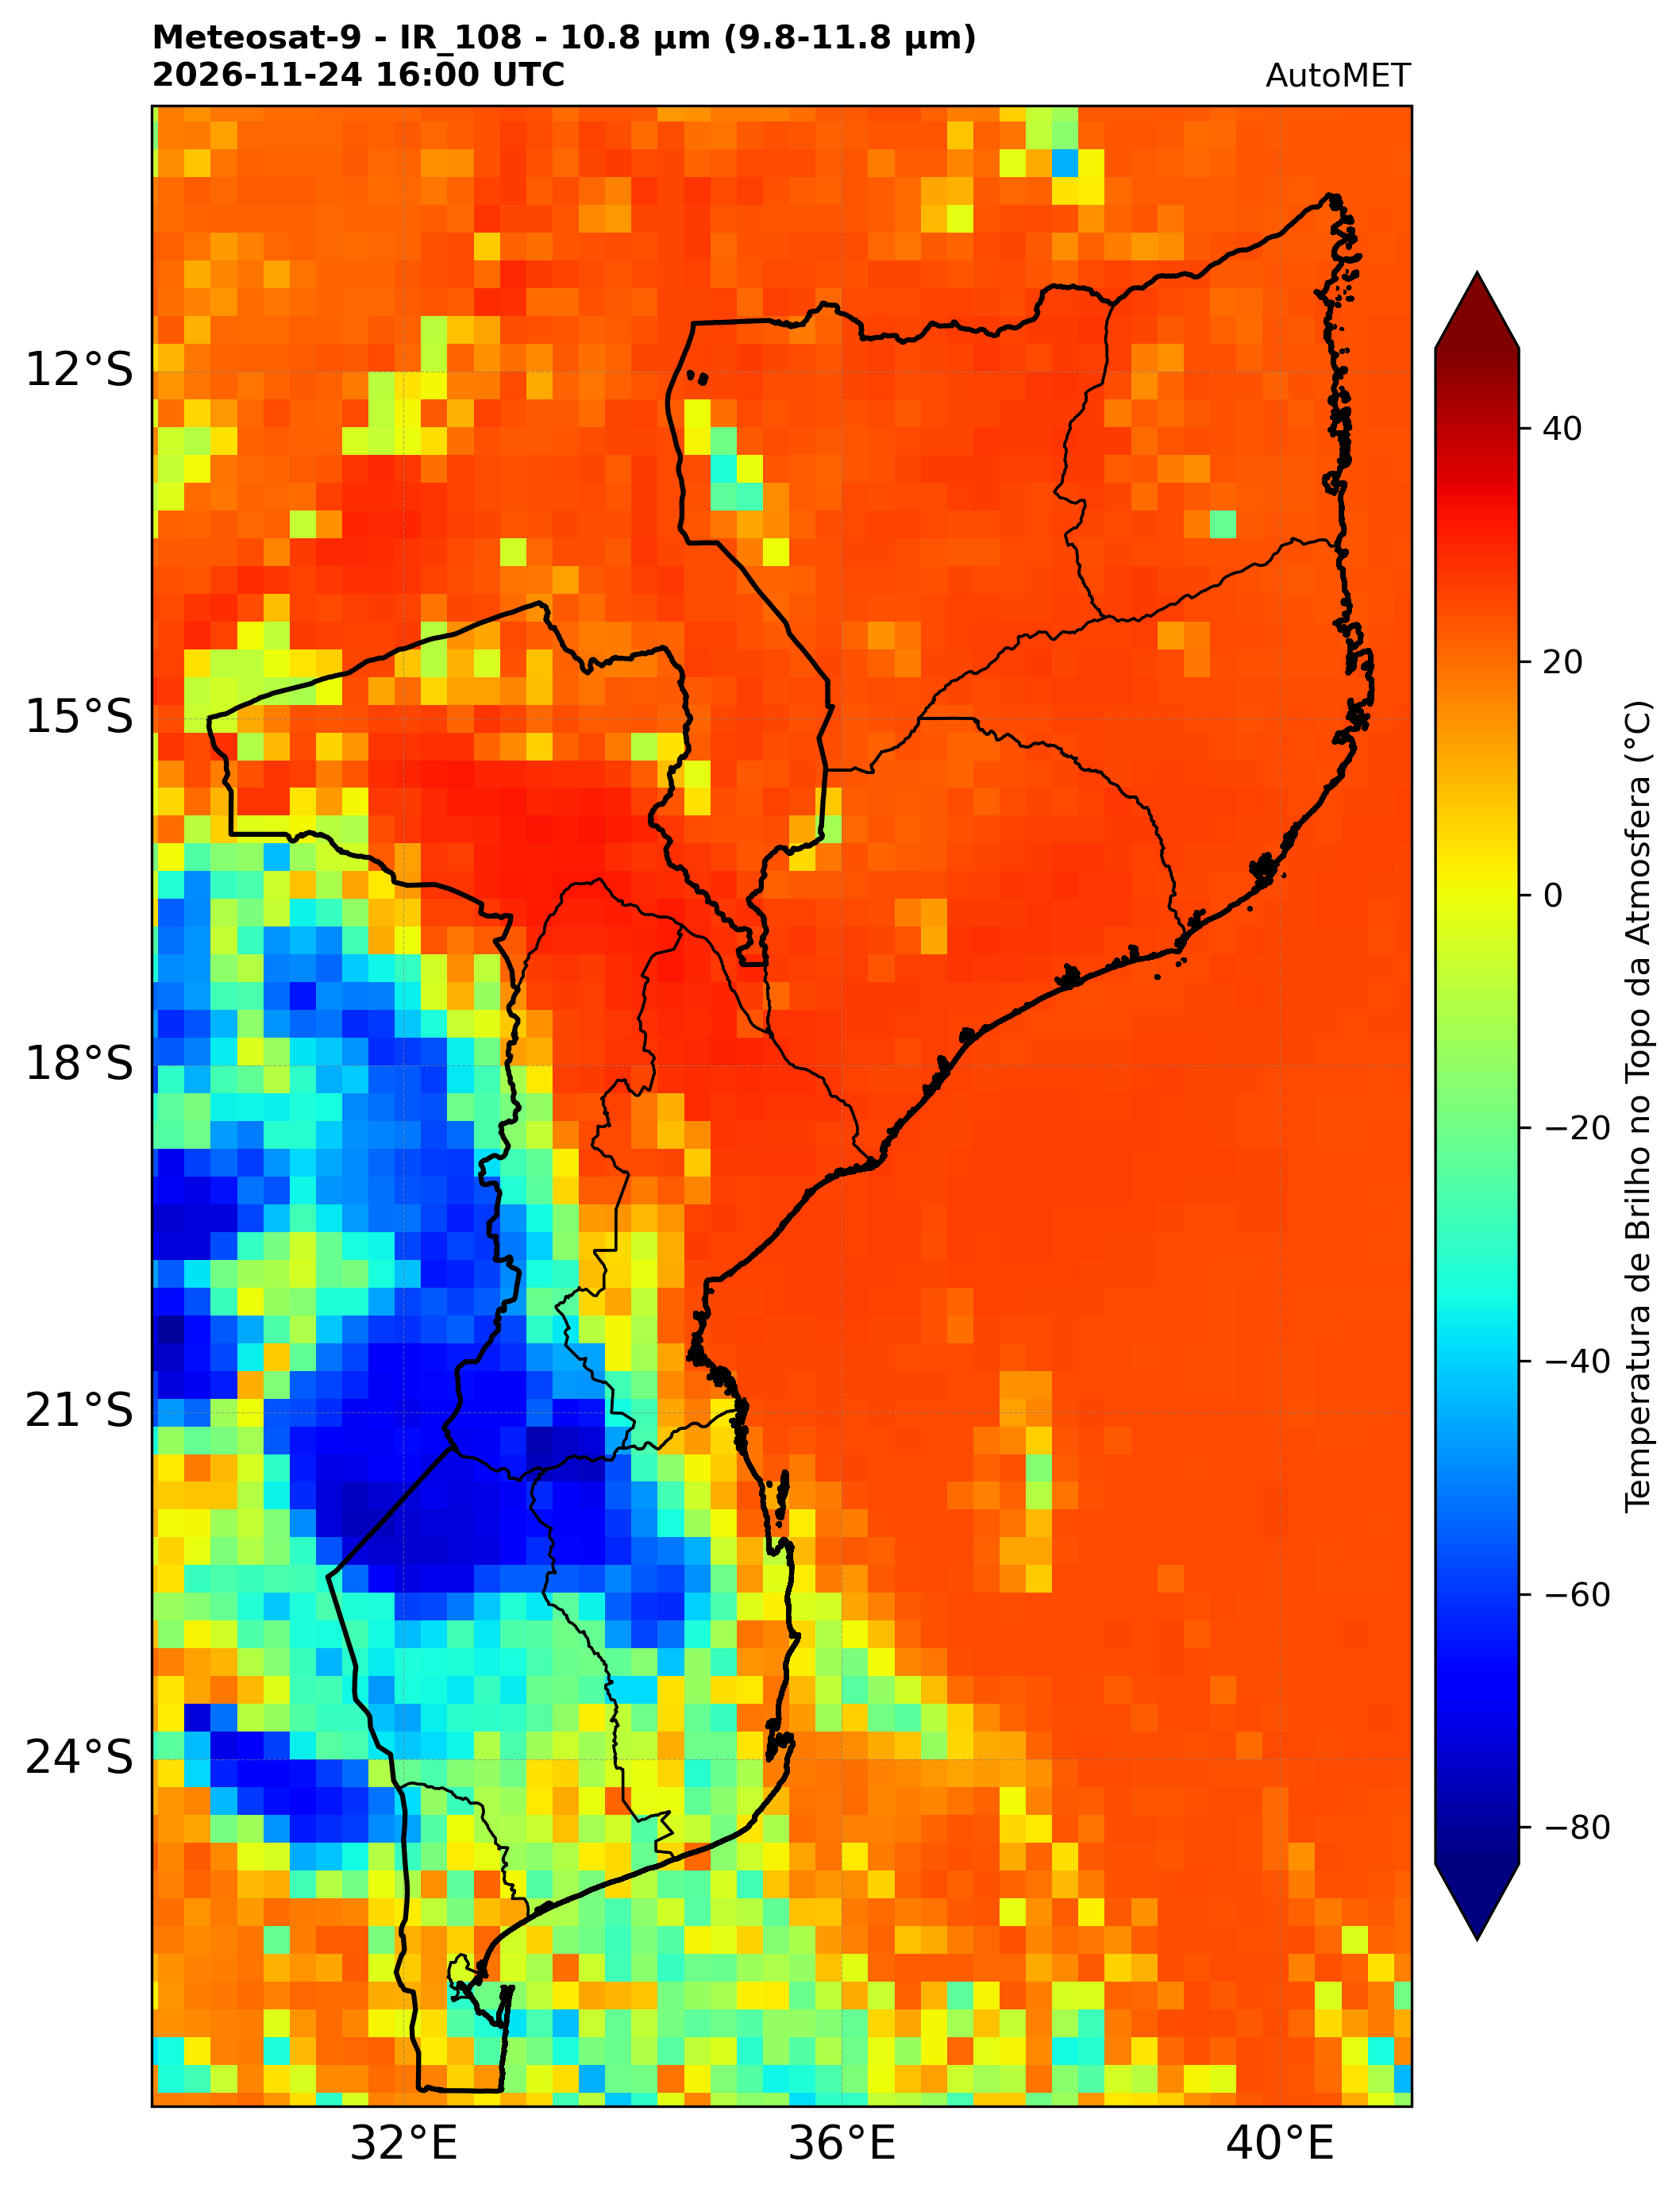 Meteosat-9 - IR_108 - 10.8 µm (9.8-11.8 µm)
2026-11-24 16:00 UTC
AutoMET
12°S
15°S
18°S
21°S
24°S
32°E
36°E
40°E
40
20
0
−20
−40
−60
−80
Temperatura de Brilho no Topo da Atmosfera (°C)